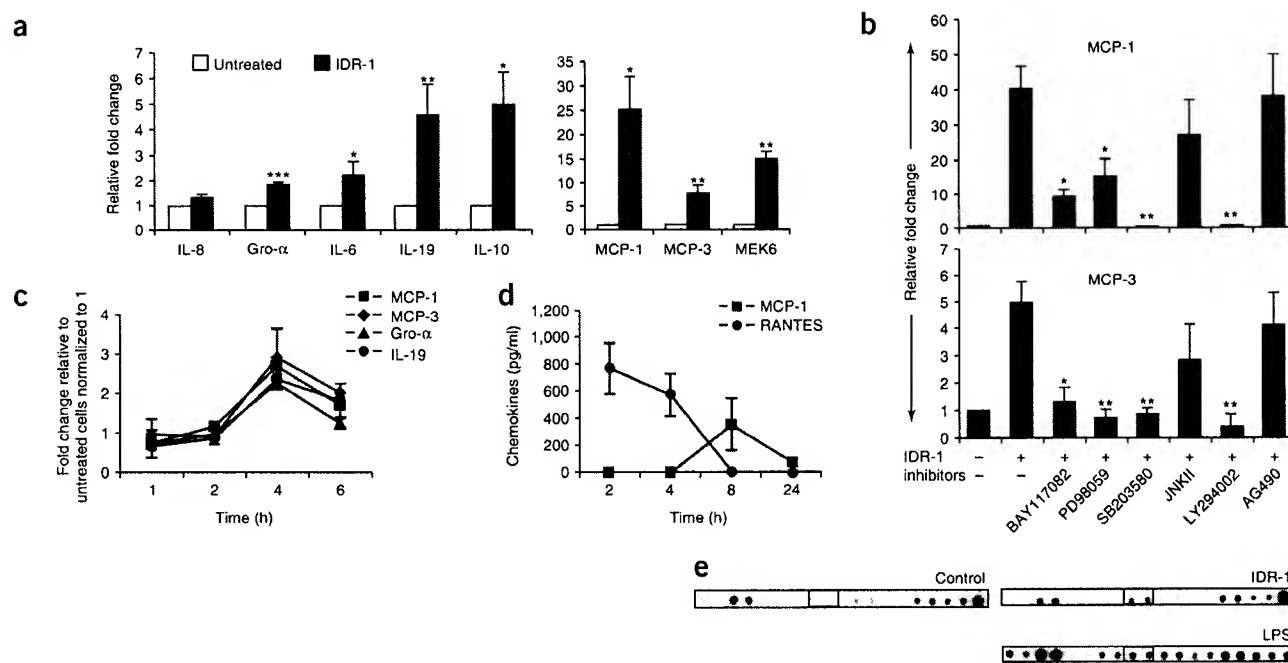 a
Relative fold change
7
6
5
4
3
2
1
0
Untreated IDR-1
*** * ** *
IL-8 Gro-α IL-6 IL-19 IL-10
35
30
25
20
15
10
5
0
* ** **
MCP-1 MCP-3 MEK6
b
Relative fold change
MCP-1
60
50
40
30
20
10
0
* * ** **
MCP-3
7
6
5
4
3
2
1
0
* ** ** **
IDR-1 – + + + + + + +
inhibitors – BAY117082 PD98059 SB203580 JNKII LY294002 AG490
c
Fold change relative to
untreated cells normalized to 1
4
3
2
1
0
MCP-1
MCP-3
Gro-α
IL-19
1 2 4 6
Time (h)
d
Chemokines (pg/ml)
1,200
1,000
800
600
400
200
0
MCP-1
RANTES
2 4 8 24
Time (h)
e
Control
IDR-1
LPS